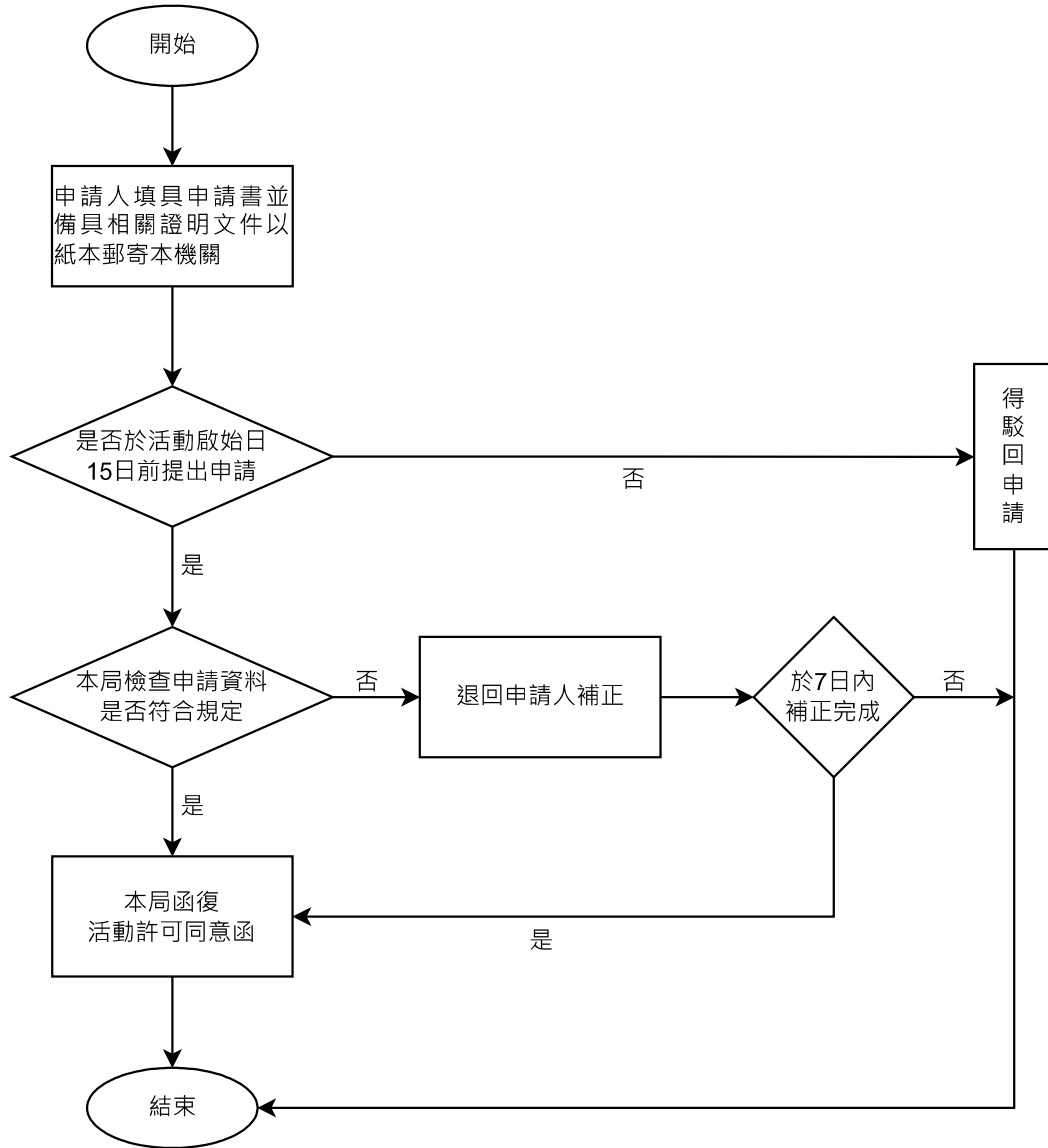 開始
申請人填具申請書並
備具相關證明文件以
紙本郵寄本機關
是否於活動啟始日
15日前提出申請
否
得駁回申請
是
本局檢查申請資料
是否符合規定
否
退回申請人補正
於7日內
補正完成
否
是
本局函復
活動許可同意函
是
結束